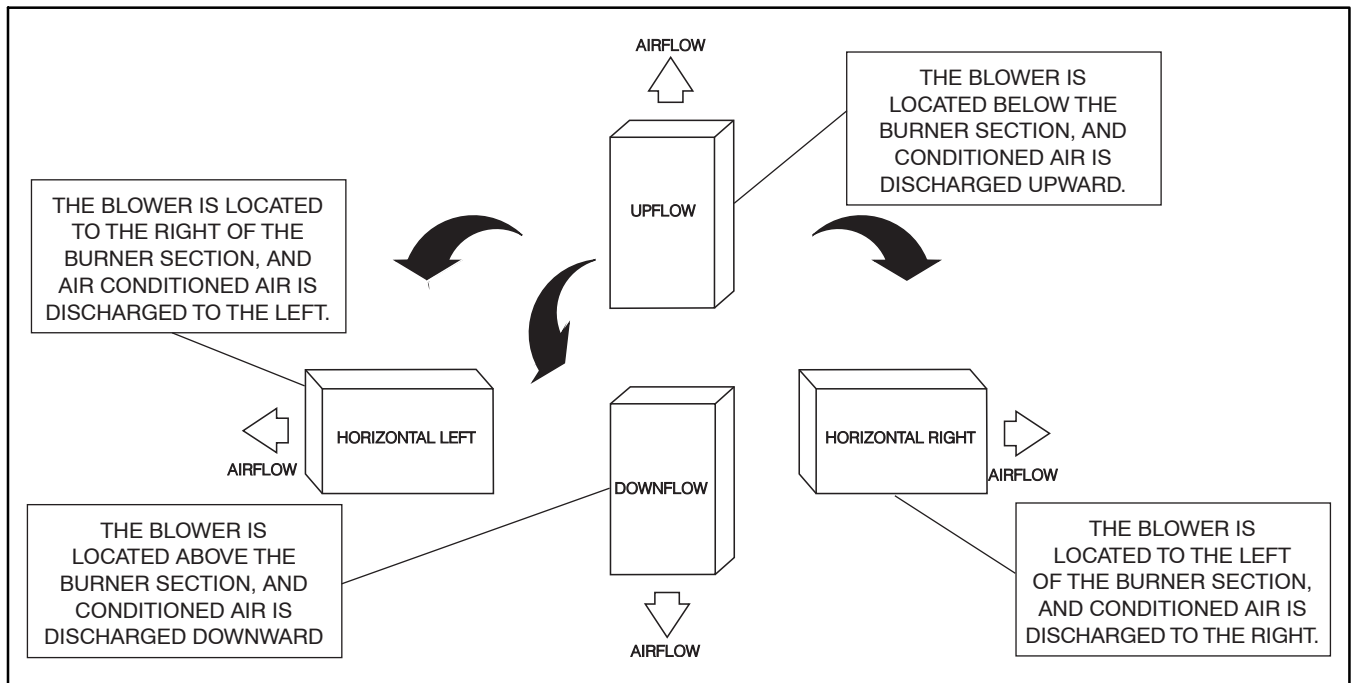 AIRFLOW
THE BLOWER IS
LOCATED BELOW THE
BURNER SECTION, AND
CONDITIONED AIR IS
DISCHARGED UPWARD.
UPFLOW
THE BLOWER IS LOCATED
TO THE RIGHT OF THE
BURNER SECTION, AND
AIR CONDITIONED AIR IS
DISCHARGED TO THE LEFT.
HORIZONTAL LEFT
AIRFLOW
HORIZONTAL RIGHT
AIRFLOW
DOWNFLOW
THE BLOWER IS
LOCATED ABOVE THE
BURNER SECTION, AND
CONDITIONED AIR IS
DISCHARGED DOWNWARD
THE BLOWER IS
LOCATED TO THE LEFT
OF THE BURNER SECTION,
AND CONDITIONED AIR IS
DISCHARGED TO THE RIGHT.
AIRFLOW